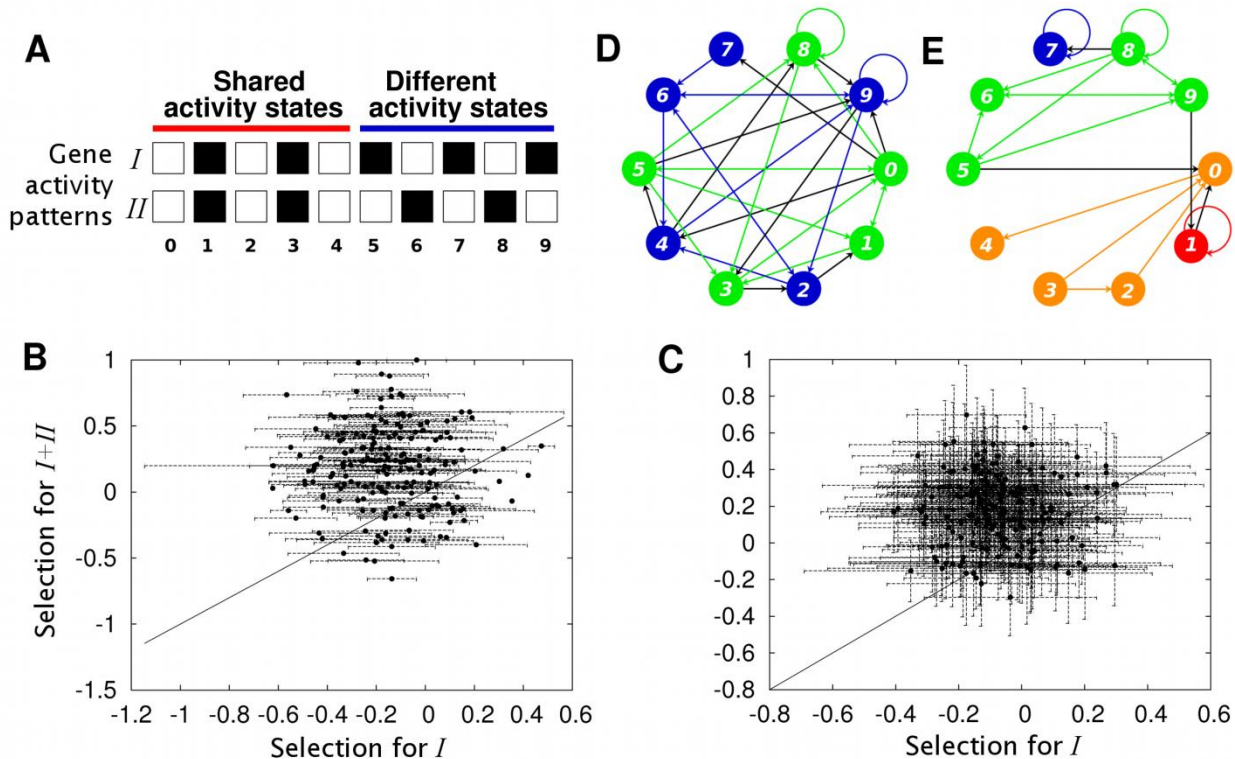 A
Shared
activity states
Different
activity states
Gene
activity
patterns
I
II
0 1 2 3 4 5 6 7 8 9
D
7
8
6
9
5
0
4
1
3
2
E
7
8
6
9
5
0
4
1
3
2
B
Selection for I+II
1
0.5
0
-0.5
-1
-1.5
-1.2 -1 -0.8 -0.6 -0.4 -0.2 0 0.2 0.4 0.6
Selection for I
C
1
0.8
0.6
0.4
0.2
0
-0.2
-0.4
-0.6
-0.8
-0.8 -0.6 -0.4 -0.2 0 0.2 0.4 0.6
Selection for I